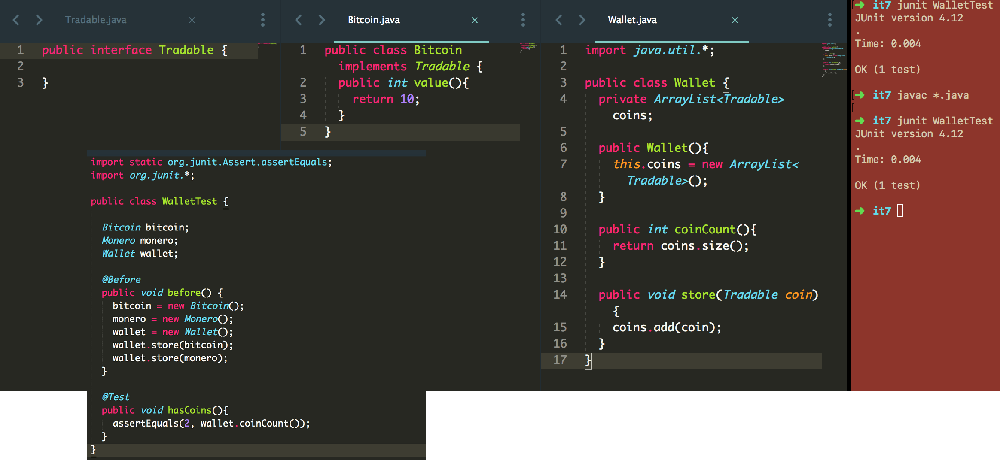 Tradable.java
1 public interface Tradable {
2
3 }
Bitcoin.java
1 public class Bitcoin
implements Tradable {
2 public int value(){
3 return 10;
4 }
5 }
import static org.junit.Assert.assertEquals;
import org.junit.*;
public class WalletTest {
Bitcoin bitcoin;
Monero monero;
Wallet wallet;
@Before
public void before() {
bitcoin = new Bitcoin();
monero = new Monero();
wallet = new Wallet();
wallet.store(bitcoin);
wallet.store(monero);
}
@Test
public void hasCoins(){
assertEquals(2, wallet.coinCount());
}
}
Wallet.java
1 import java.util.*;
2
3 public class Wallet {
4 private ArrayList<Tradable>
coins;
5
6 public Wallet(){
7 this.coins = new ArrayList<
Tradable>();
8 }
9
10 public int coinCount(){
11 return coins.size();
12 }
13
14 public void store(Tradable coin)
{
15 coins.add(coin);
16 }
17 }
[➜ it7 junit WalletTest
JUnit version 4.12
.
Time: 0.004
OK (1 test)
[➜ it7 javac *.java
[
[➜ it7 junit WalletTest
JUnit version 4.12
.
Time: 0.004
OK (1 test)
➜ it7